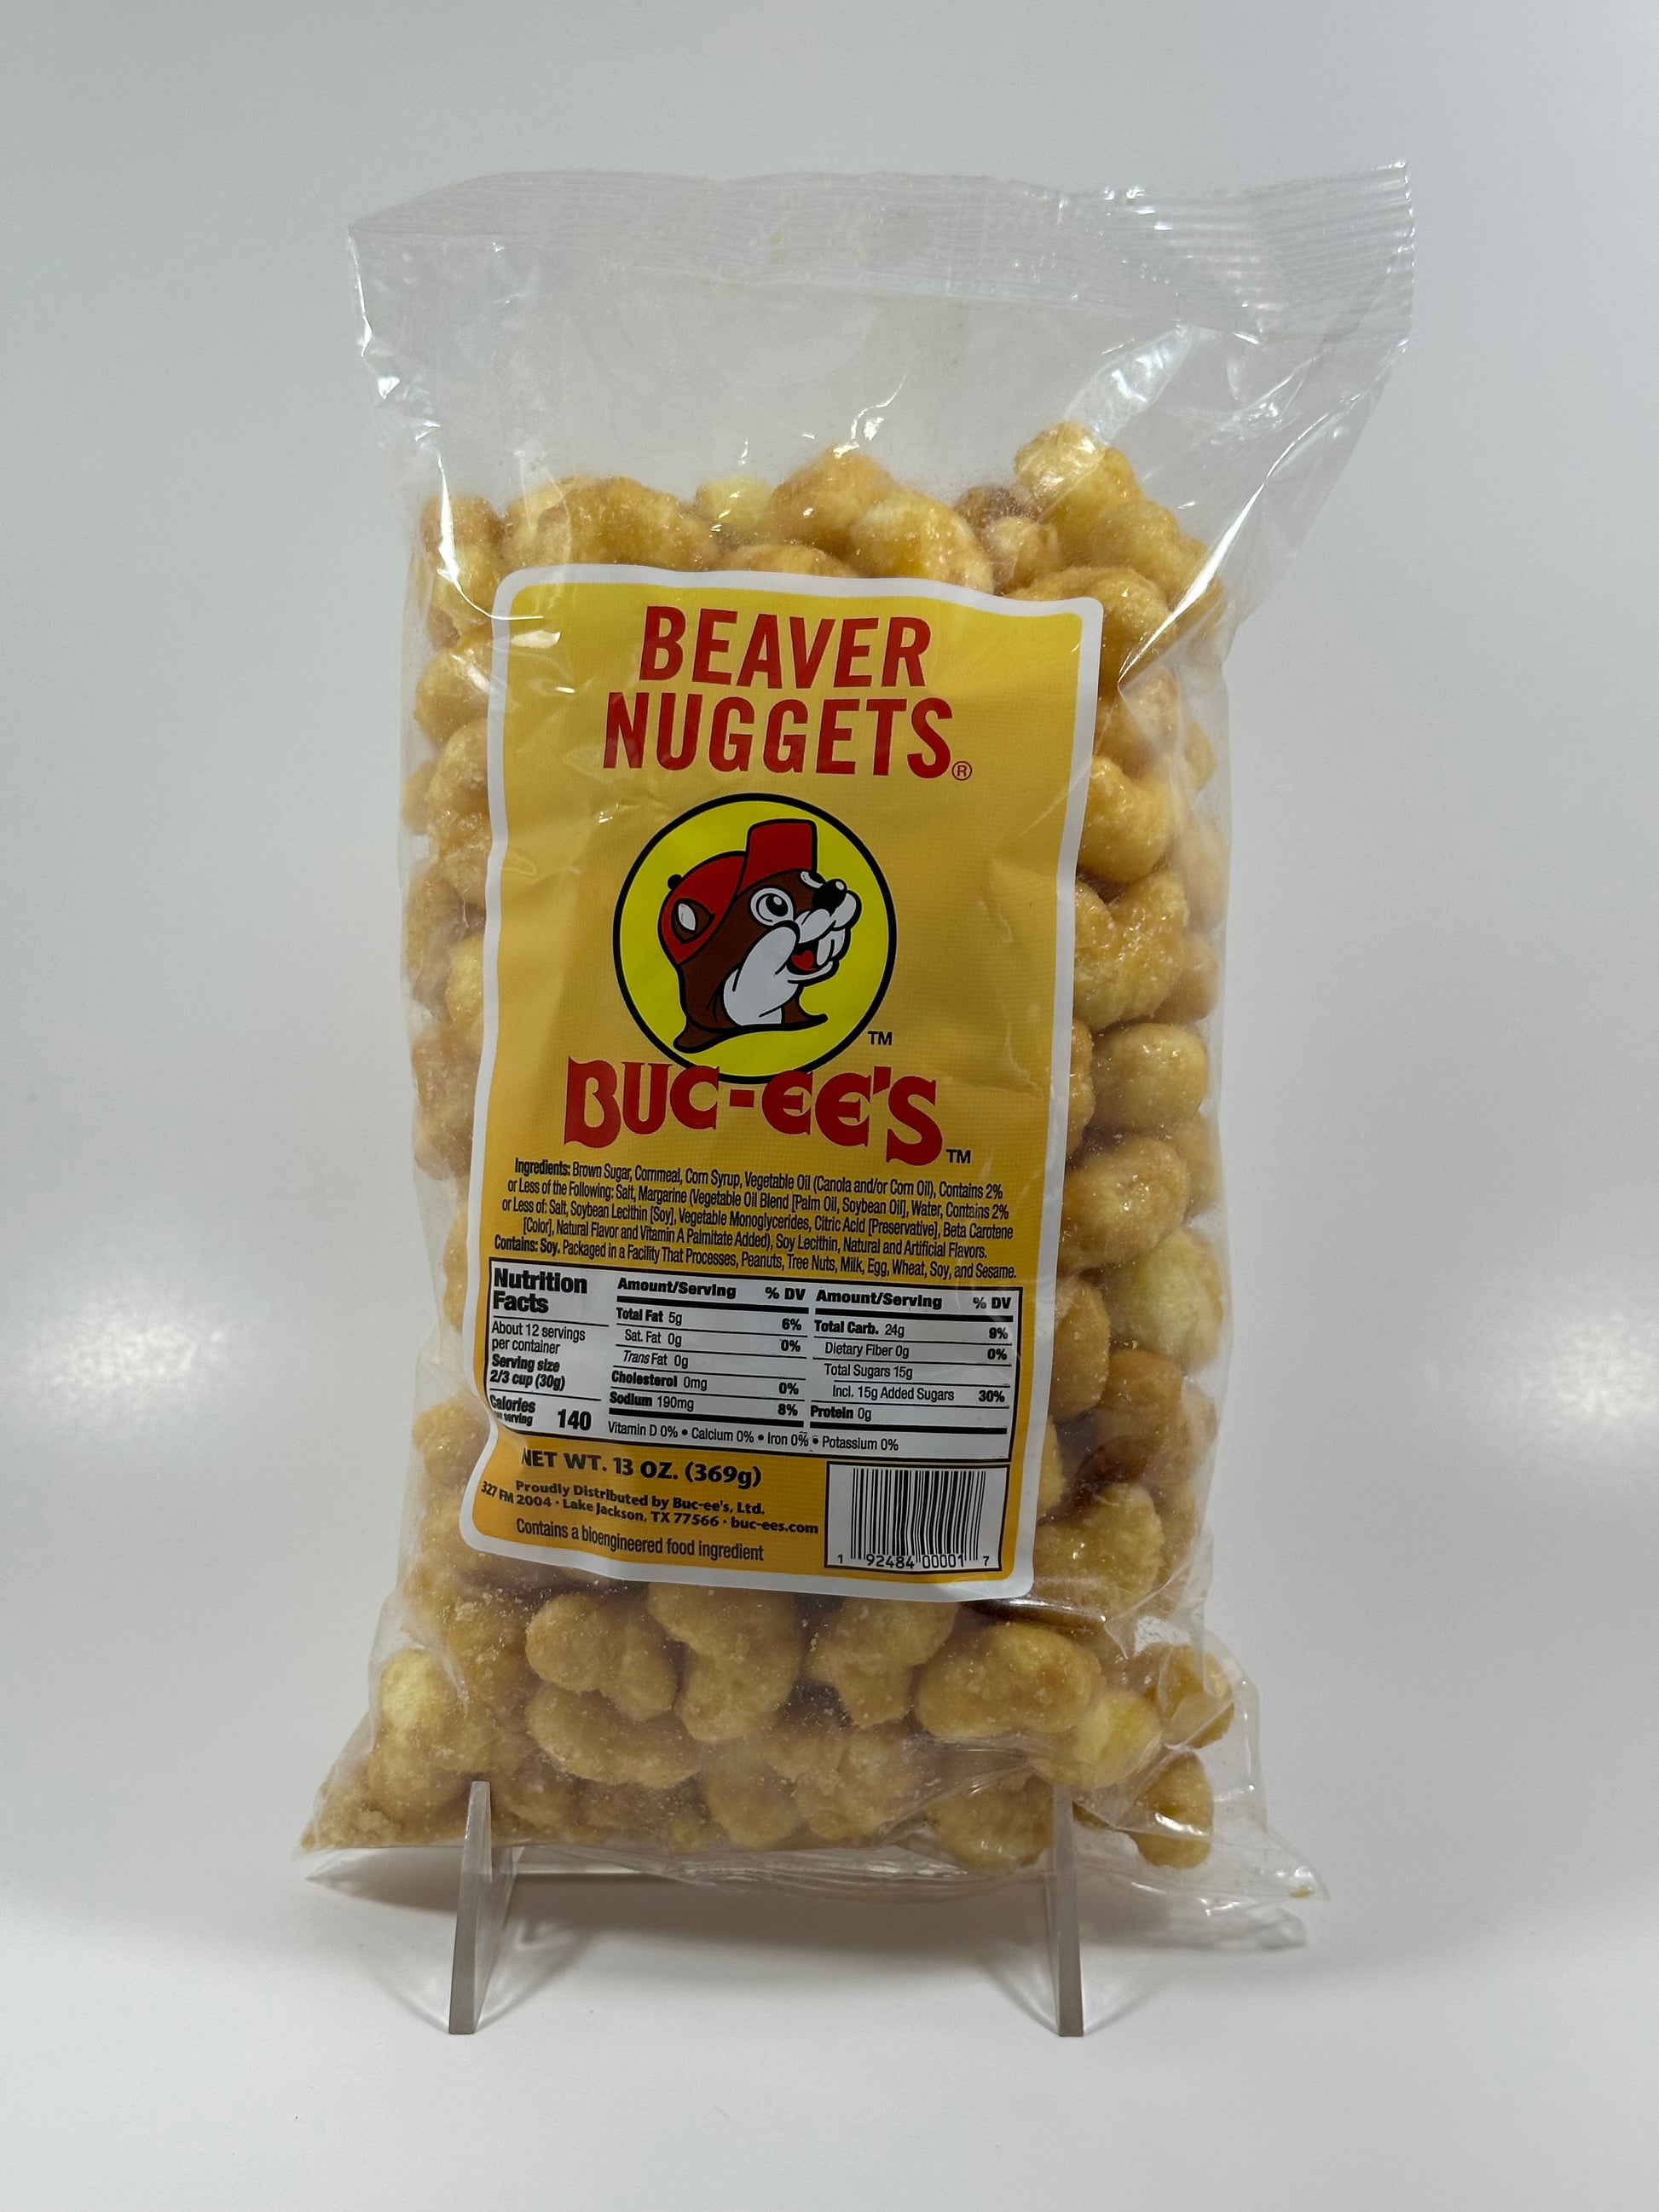 BEAVER
NUGGETS®
TM
BUC-EE'S TM
Ingredients: Brown Sugar, Cornmeal, Corn Syrup, Vegetable Oil (Canola and/or Corn Oil), Contains 2%
or Less of the Following: Salt, Margarine (Vegetable Oil Blend [Palm Oil, Soybean Oil], Water, Contains 2%
or Less of: Salt, Soybean Lecithin [Soy], Vegetable Monoglycerides, Citric Acid [Preservative], Beta Carotene
[Color], Natural Flavor and Vitamin A Palmitate Added), Soy Lecithin, Natural and Artificial Flavors.
Contains: Soy. Packaged in a Facility That Processes, Peanuts, Tree Nuts, Milk, Egg, Wheat, Soy, and Sesame.
Nutrition
Facts
About 12 servings
per container
Serving size
2/3 cup (30g)
Calories
per serving 140
Amount/Serving % DV
Total Fat 5g 6%
Sat. Fat 0g 0%
Trans Fat 0g
Cholesterol 0mg 0%
Sodium 190mg 8%
Amount/Serving % DV
Total Carb. 24g 9%
Dietary Fiber 0g 0%
Total Sugars 15g
Incl. 15g Added Sugars 30%
Protein 0g
Vitamin D 0% • Calcium 0% • Iron 0% • Potassium 0%
NET WT. 13 OZ. (369g)
Proudly Distributed by Buc-ee's, Ltd.
327 FM 2004 • Lake Jackson, TX 77566 • buc-ees.com
Contains a bioengineered food ingredient
1 92484 00001 7